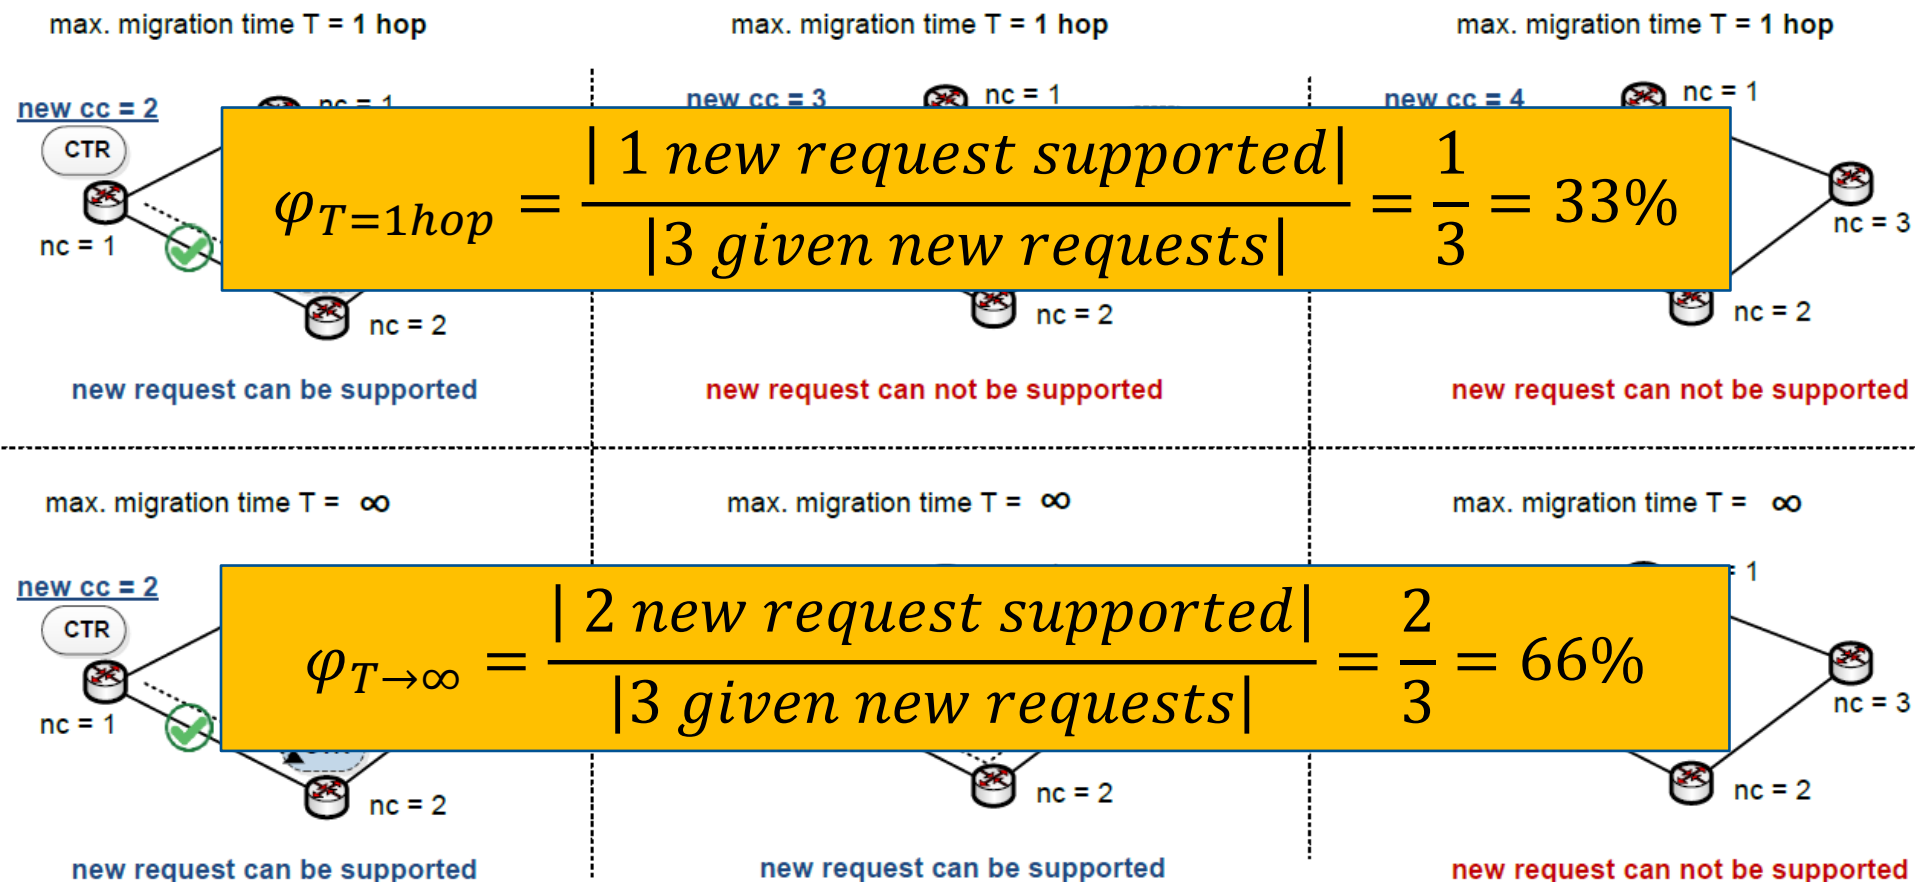 max. migration time T = 1 hop
max. migration time T = 1 hop
max. migration time T = 1 hop
new cc = 2
nc = 1
new cc = 3
nc = 1
new cc = 4
nc = 1
CTR
φ_{T=1hop} = | 1 new request supported| / |3 given new requests| = 1/3 = 33%
nc = 1
nc = 3
nc = 2
nc = 2
nc = 2
new request can be supported
new request can not be supported
new request can not be supported
max. migration time T = ∞
max. migration time T = ∞
max. migration time T = ∞
new cc = 2
1
CTR
φ_{T→∞} = | 2 new request supported| / |3 given new requests| = 2/3 = 66%
nc = 1
nc = 3
nc = 2
nc = 2
nc = 2
new request can be supported
new request can be supported
new request can not be supported